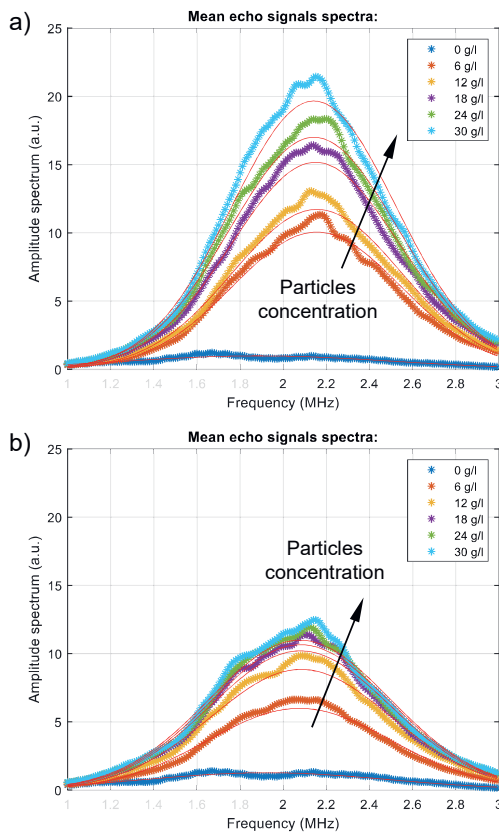 a)
Mean echo signals spectra:
25
20
15
10
5
0
Amplitude spectrum (a.u.)
0 g/l
6 g/l
12 g/l
18 g/l
24 g/l
30 g/l
Particles
concentration
1 1.2 1.4 1.6 1.8 2 2.2 2.4 2.6 2.8 3
Frequency (MHz)
b)
Mean echo signals spectra:
25
20
15
10
5
0
Amplitude spectrum (a.u.)
0 g/l
6 g/l
12 g/l
18 g/l
24 g/l
30 g/l
Particles
concentration
1 1.2 1.4 1.6 1.8 2 2.2 2.4 2.6 2.8 3
Frequency (MHz)